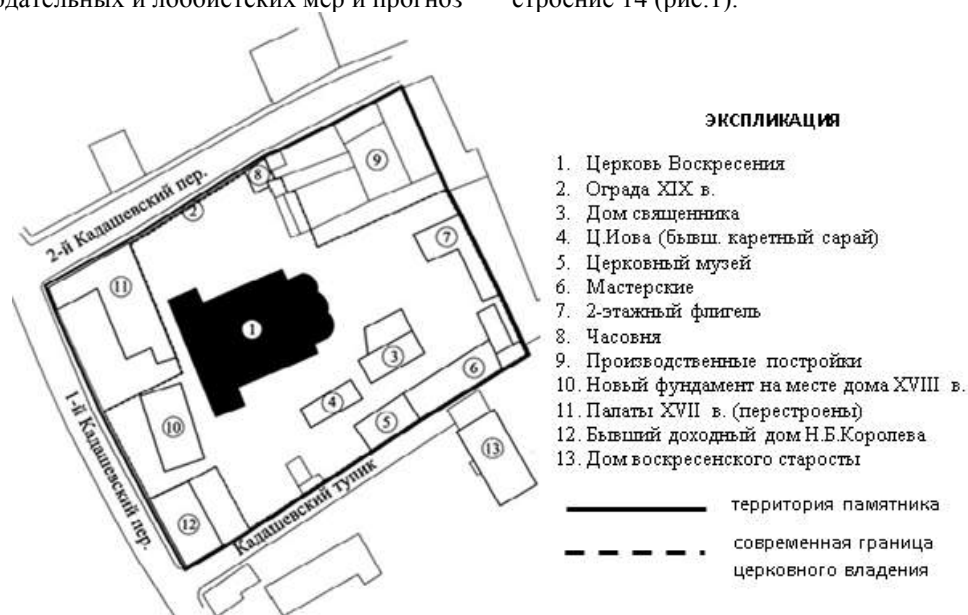 одательных и лоббистских мер и прогноз
строение 14 (рис.1).
2-й Кадашевский пер.
1-й Кадашевский пер.
Кадашевский тупик
8
9
2
7
11
1
3
6
4
5
10
13
12
ЭКСПЛИКАЦИЯ
1. Церковь Воскресения
2. Ограда XIX в.
3. Дом священника
4. Ц.Иова (бывш. каретный сарай)
5. Церковный музей
6. Мастерские
7. 2-этажный флигель
8. Часовня
9. Производственные постройки
10. Новый фундамент на месте дома XVIII в.
11. Палаты XVII в. (перестроены)
12. Бывший доходный дом Н.Б.Королева
13. Дом воскресенского старосты
территория памятника
современная граница
церковного владения